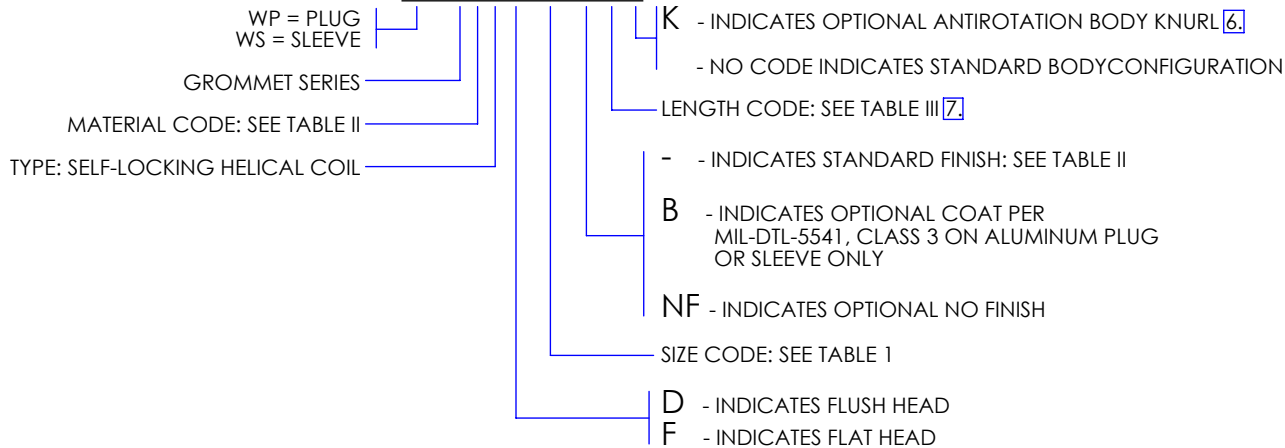 WP = PLUG
WS = SLEEVE
GROMMET SERIES
MATERIAL CODE: SEE TABLE II
TYPE: SELF-LOCKING HELICAL COIL
K - INDICATES OPTIONAL ANTIROTATION BODY KNURL 6.
- NO CODE INDICATES STANDARD BODYCONFIGURATION
LENGTH CODE: SEE TABLE III 7.
- - INDICATES STANDARD FINISH: SEE TABLE II
B - INDICATES OPTIONAL COAT PER
MIL-DTL-5541, CLASS 3 ON ALUMINUM PLUG
OR SLEEVE ONLY
NF - INDICATES OPTIONAL NO FINISH
SIZE CODE: SEE TABLE 1
D - INDICATES FLUSH HEAD
F - INDICATES FLAT HEAD